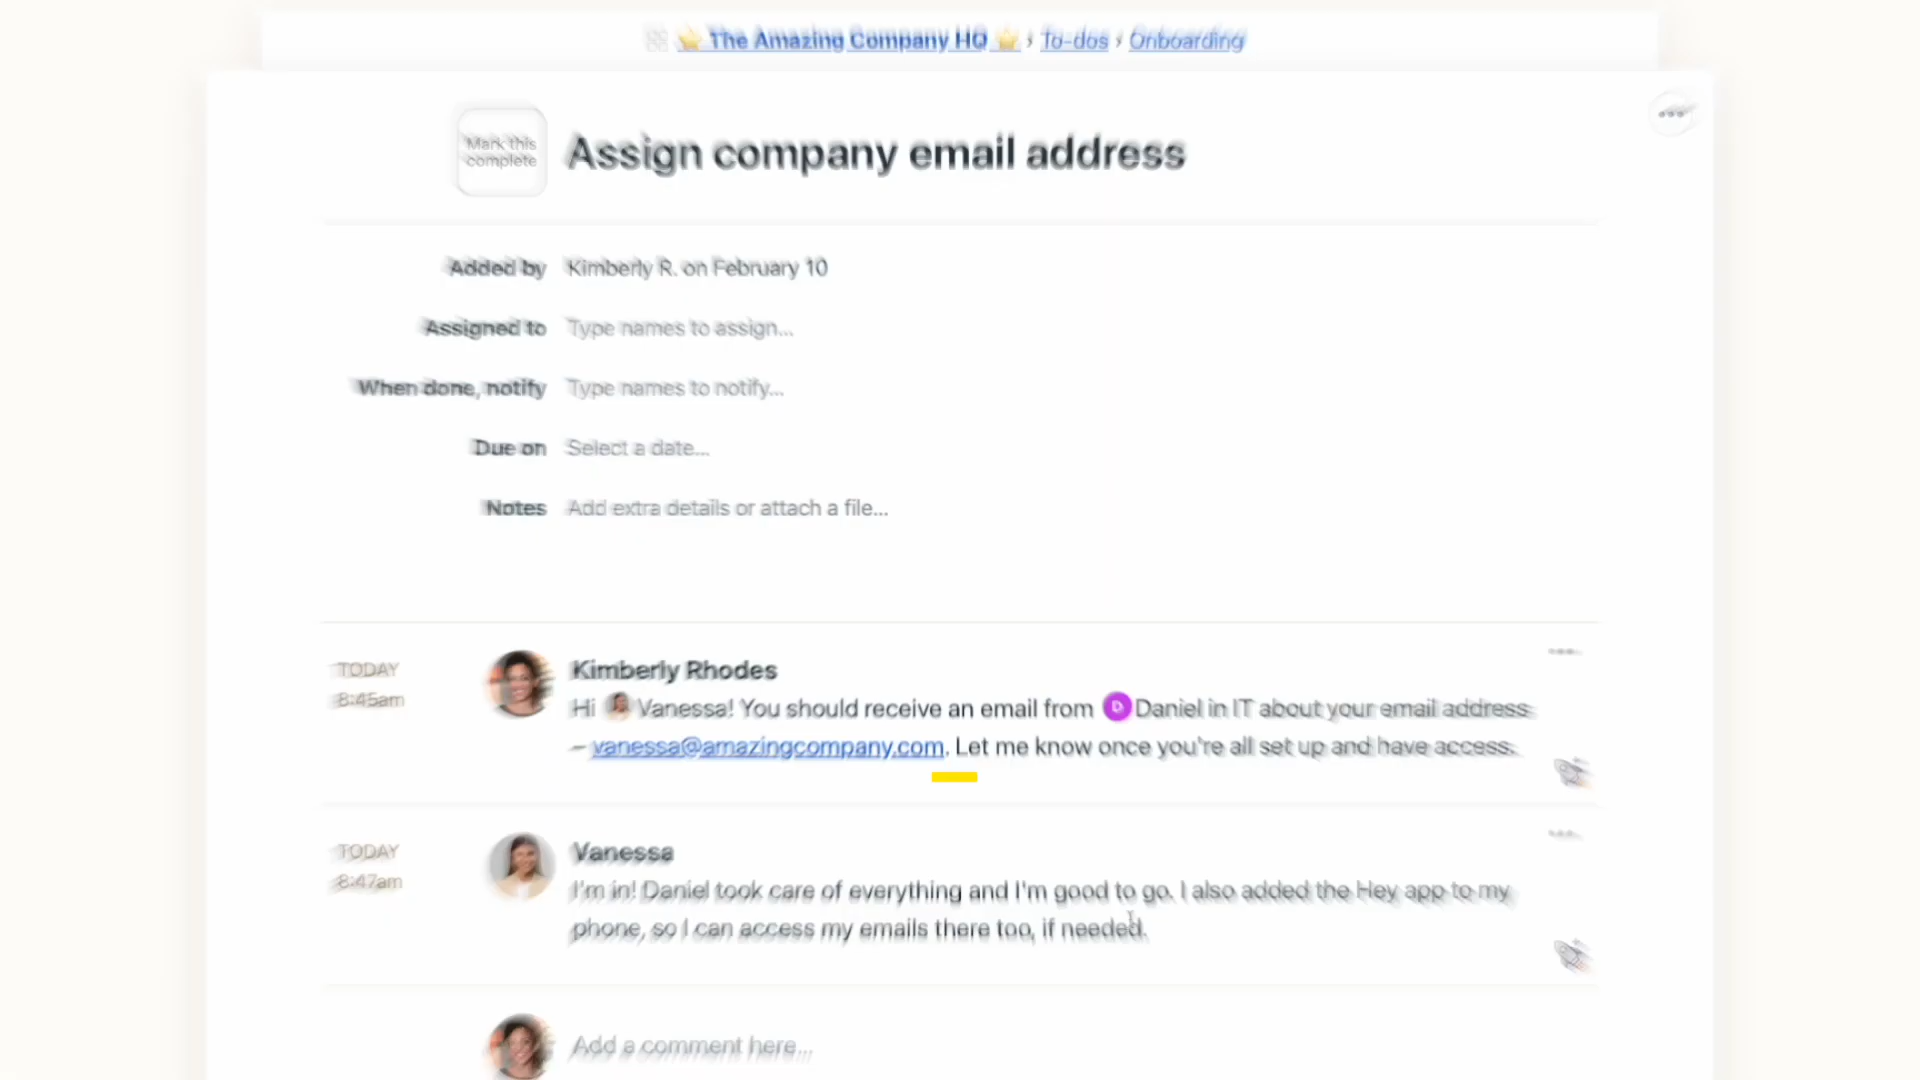 The Amazing Company HQ › To-dos › Onboarding
Mark this
complete
Assign company email address
Added by Kimberly R. on February 10
Assigned to Type names to assign...
When done, notify Type names to notify...
Due on Select a date...
Notes Add extra details or attach a file...
TODAY
8:45am
Kimberly Rhodes
Hi Vanessa! You should receive an email from D Daniel in IT about your email address
– vanessa@amazingcompany.com. Let me know once you're all set up and have access.
TODAY
8:47am
Vanessa
I'm in! Daniel took care of everything and I'm good to go. I also added the Hey app to my
phone, so I can access my emails there too, if needed.
Add a comment here...